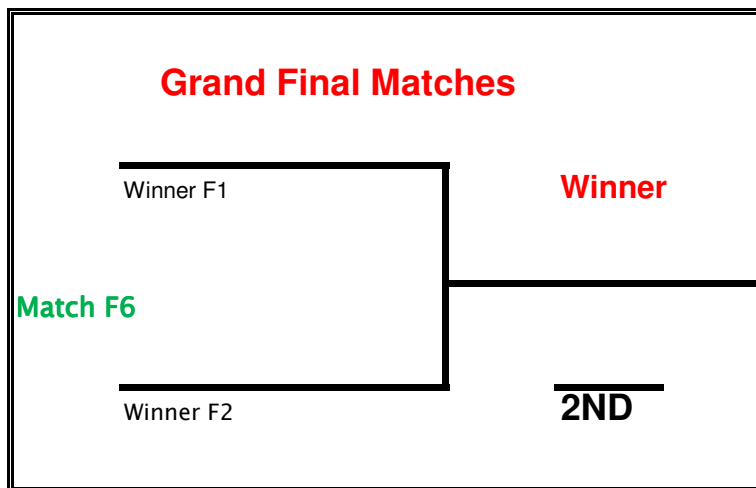 Grand Final Matches
Winner F1
Winner
Match F6
Winner F2
2ND